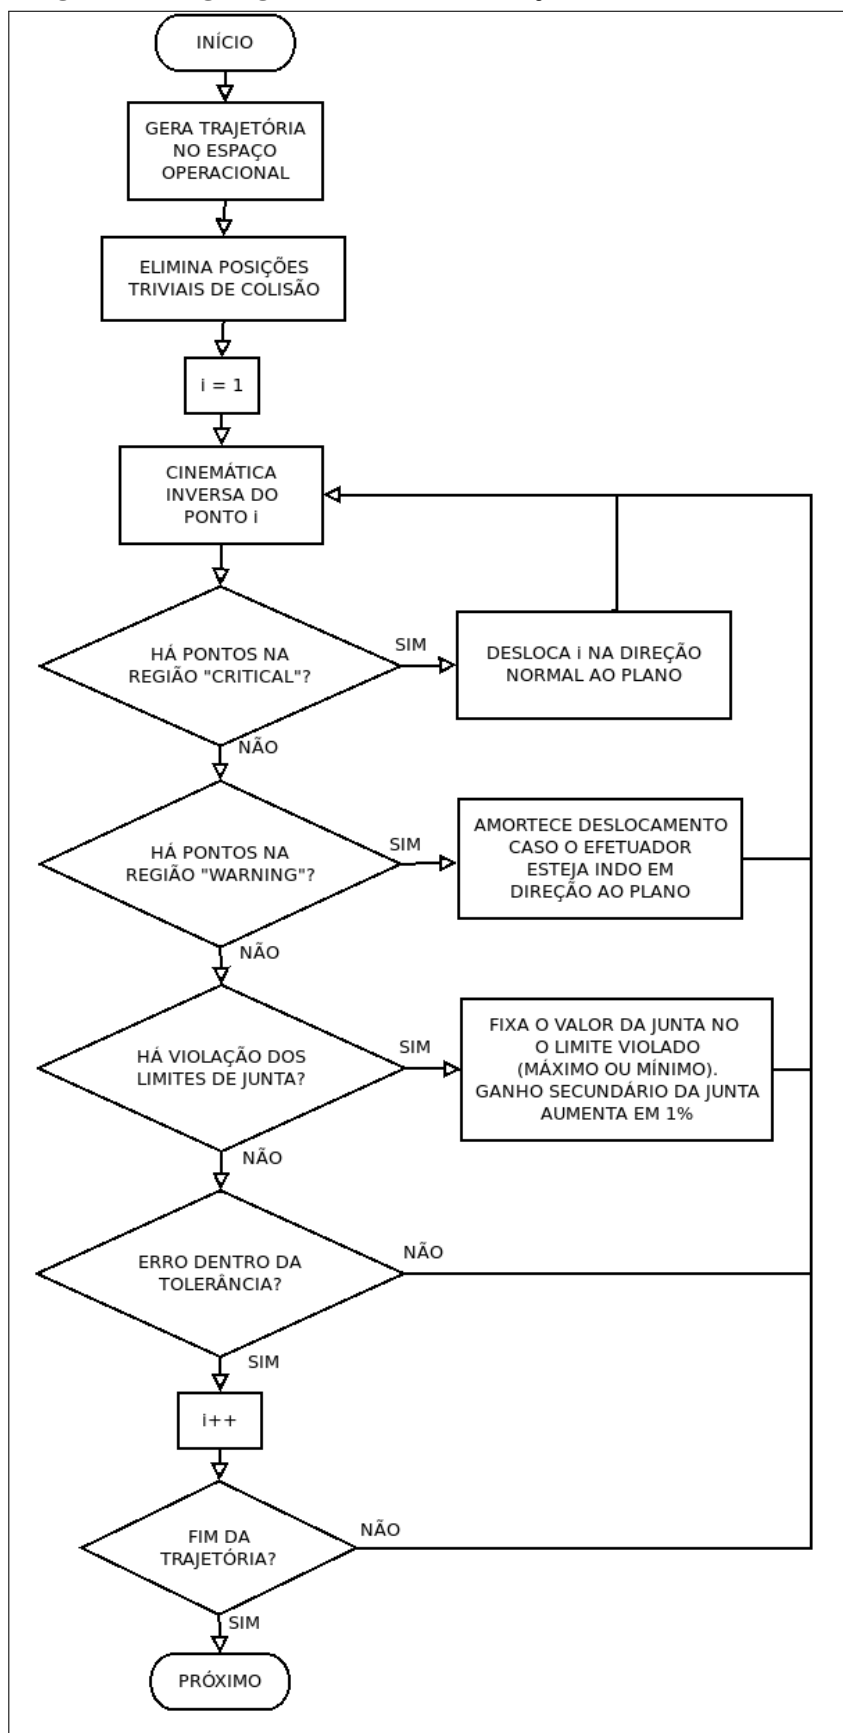 INÍCIO
GERA TRAJETÓRIA
NO ESPAÇO
OPERACIONAL
ELIMINA POSIÇÕES
TRIVIAIS DE COLISÃO
i = 1
CINEMÁTICA
INVERSA DO
PONTO i
HÁ PONTOS NA
REGIÃO "CRITICAL"?
SIM
DESLOCA i NA DIREÇÃO
NORMAL AO PLANO
NÃO
HÁ PONTOS NA
REGIÃO "WARNING"?
SIM
AMORTECE DESLOCAMENTO
CASO O EFETUADOR
ESTEJA INDO EM
DIREÇÃO AO PLANO
NÃO
HÁ VIOLAÇÃO DOS
LIMITES DE JUNTA?
SIM
FIXA O VALOR DA JUNTA NO
O LIMITE VIOLADO
(MÁXIMO OU MÍNIMO).
GANHO SECUNDÁRIO DA JUNTA
AUMENTA EM 1%
NÃO
ERRO DENTRO DA
TOLERÂNCIA?
NÃO
SIM
i++
FIM DA
TRAJETÓRIA?
NÃO
SIM
PRÓXIMO